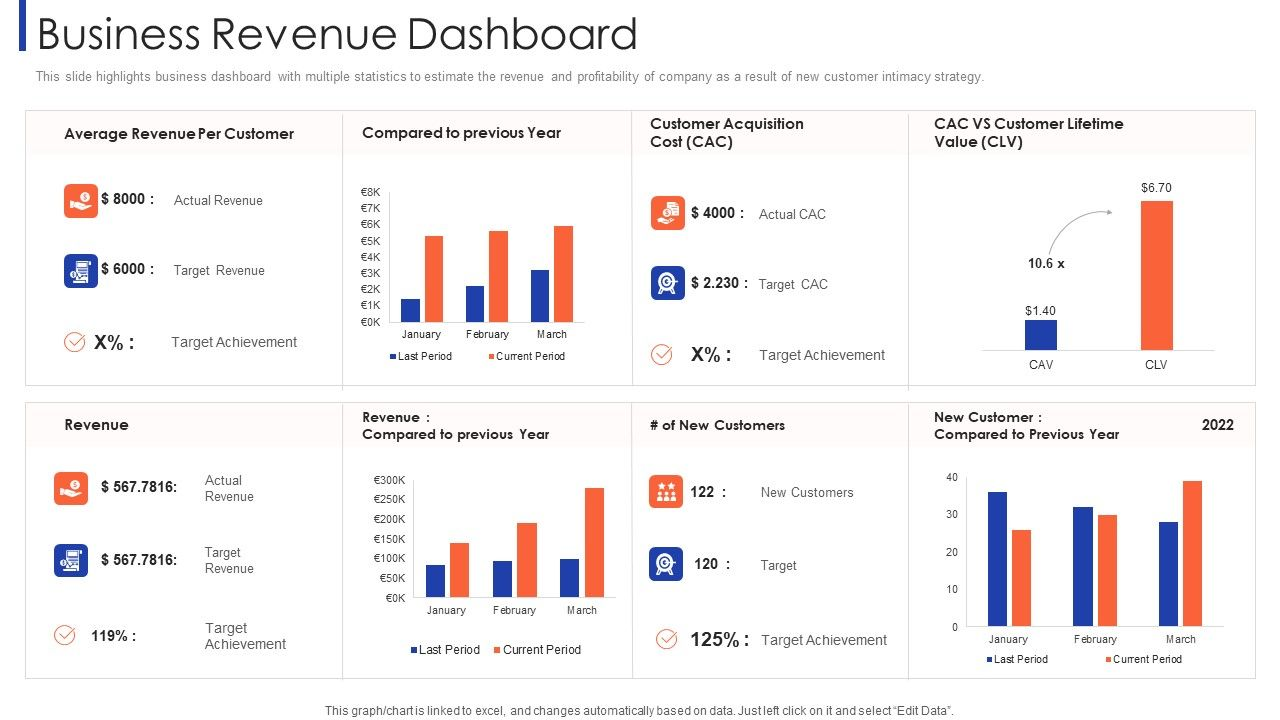 Business Revenue Dashboard
This slide highlights business dashboard with multiple statistics to estimate the revenue and profitability of company as a result of new customer intimacy strategy.
Average Revenue Per Customer
$ 8000 : Actual Revenue
$ 6000 : Target Revenue
X% : Target Achievement
Compared to previous Year
€8K
€7K
€6K
€5K
€4K
€3K
€2K
€1K
€0K
January February March
Last Period Current Period
Customer Acquisition
Cost (CAC)
$ 4000 : Actual CAC
$ 2.230 : Target CAC
X% : Target Achievement
CAC VS Customer Lifetime
Value (CLV)
$6.70
10.6 x
$1.40
CAV CLV
Revenue
$ 567.7816: Actual
Revenue
$ 567.7816: Target
Revenue
119% : Target
Achievement
Revenue :
Compared to previous Year
€300K
€250K
€200K
€150K
€100K
€50K
€0K
January February March
Last Period Current Period
# of New Customers
122 : New Customers
120 : Target
125% : Target Achievement
New Customer :
Compared to Previous Year 2022
40
30
20
10
0
January February March
Last Period Current Period
This graph/chart is linked to excel, and changes automatically based on data. Just left click on it and select “Edit Data”.